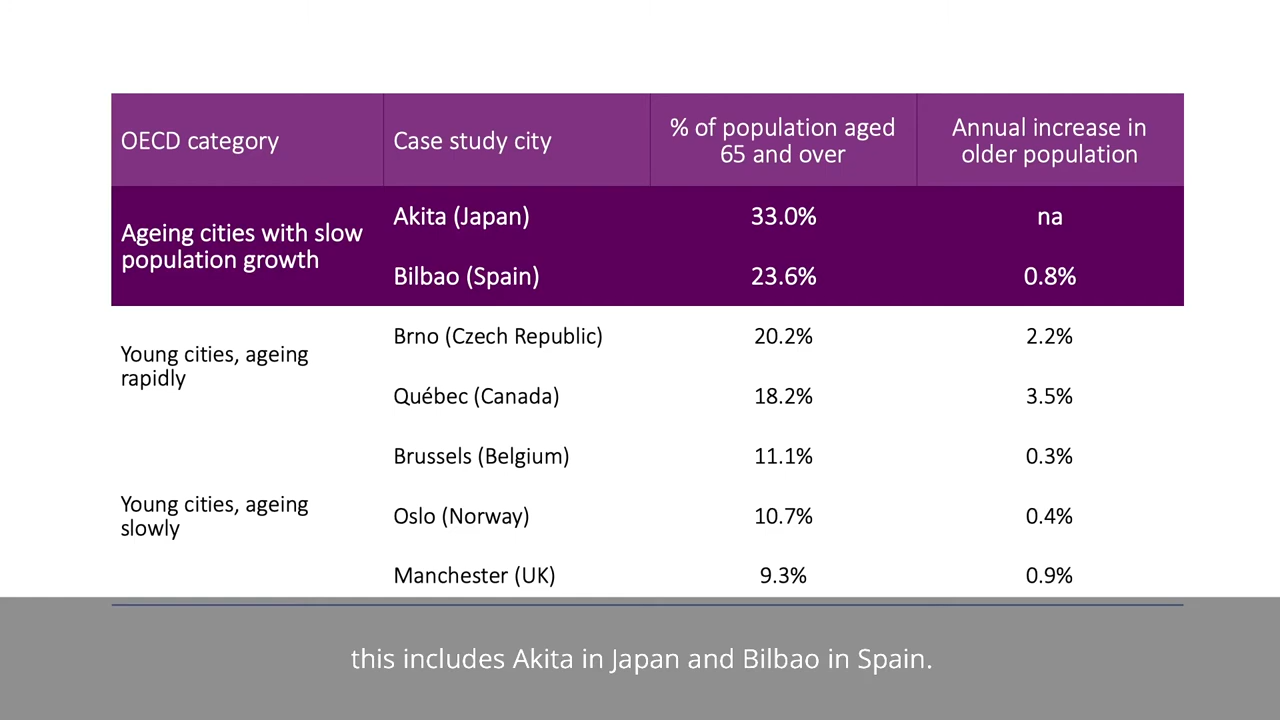 OECD category
Case study city
% of population aged
65 and over
Annual increase in
older population
Ageing cities with slow
population growth
Akita (Japan)
33.0%
na
Bilbao (Spain)
23.6%
0.8%
Young cities, ageing
rapidly
Brno (Czech Republic)
20.2%
2.2%
Québec (Canada)
18.2%
3.5%
Young cities, ageing
slowly
Brussels (Belgium)
11.1%
0.3%
Oslo (Norway)
10.7%
0.4%
Manchester (UK)
9.3%
0.9%
this includes Akita in Japan and Bilbao in Spain.